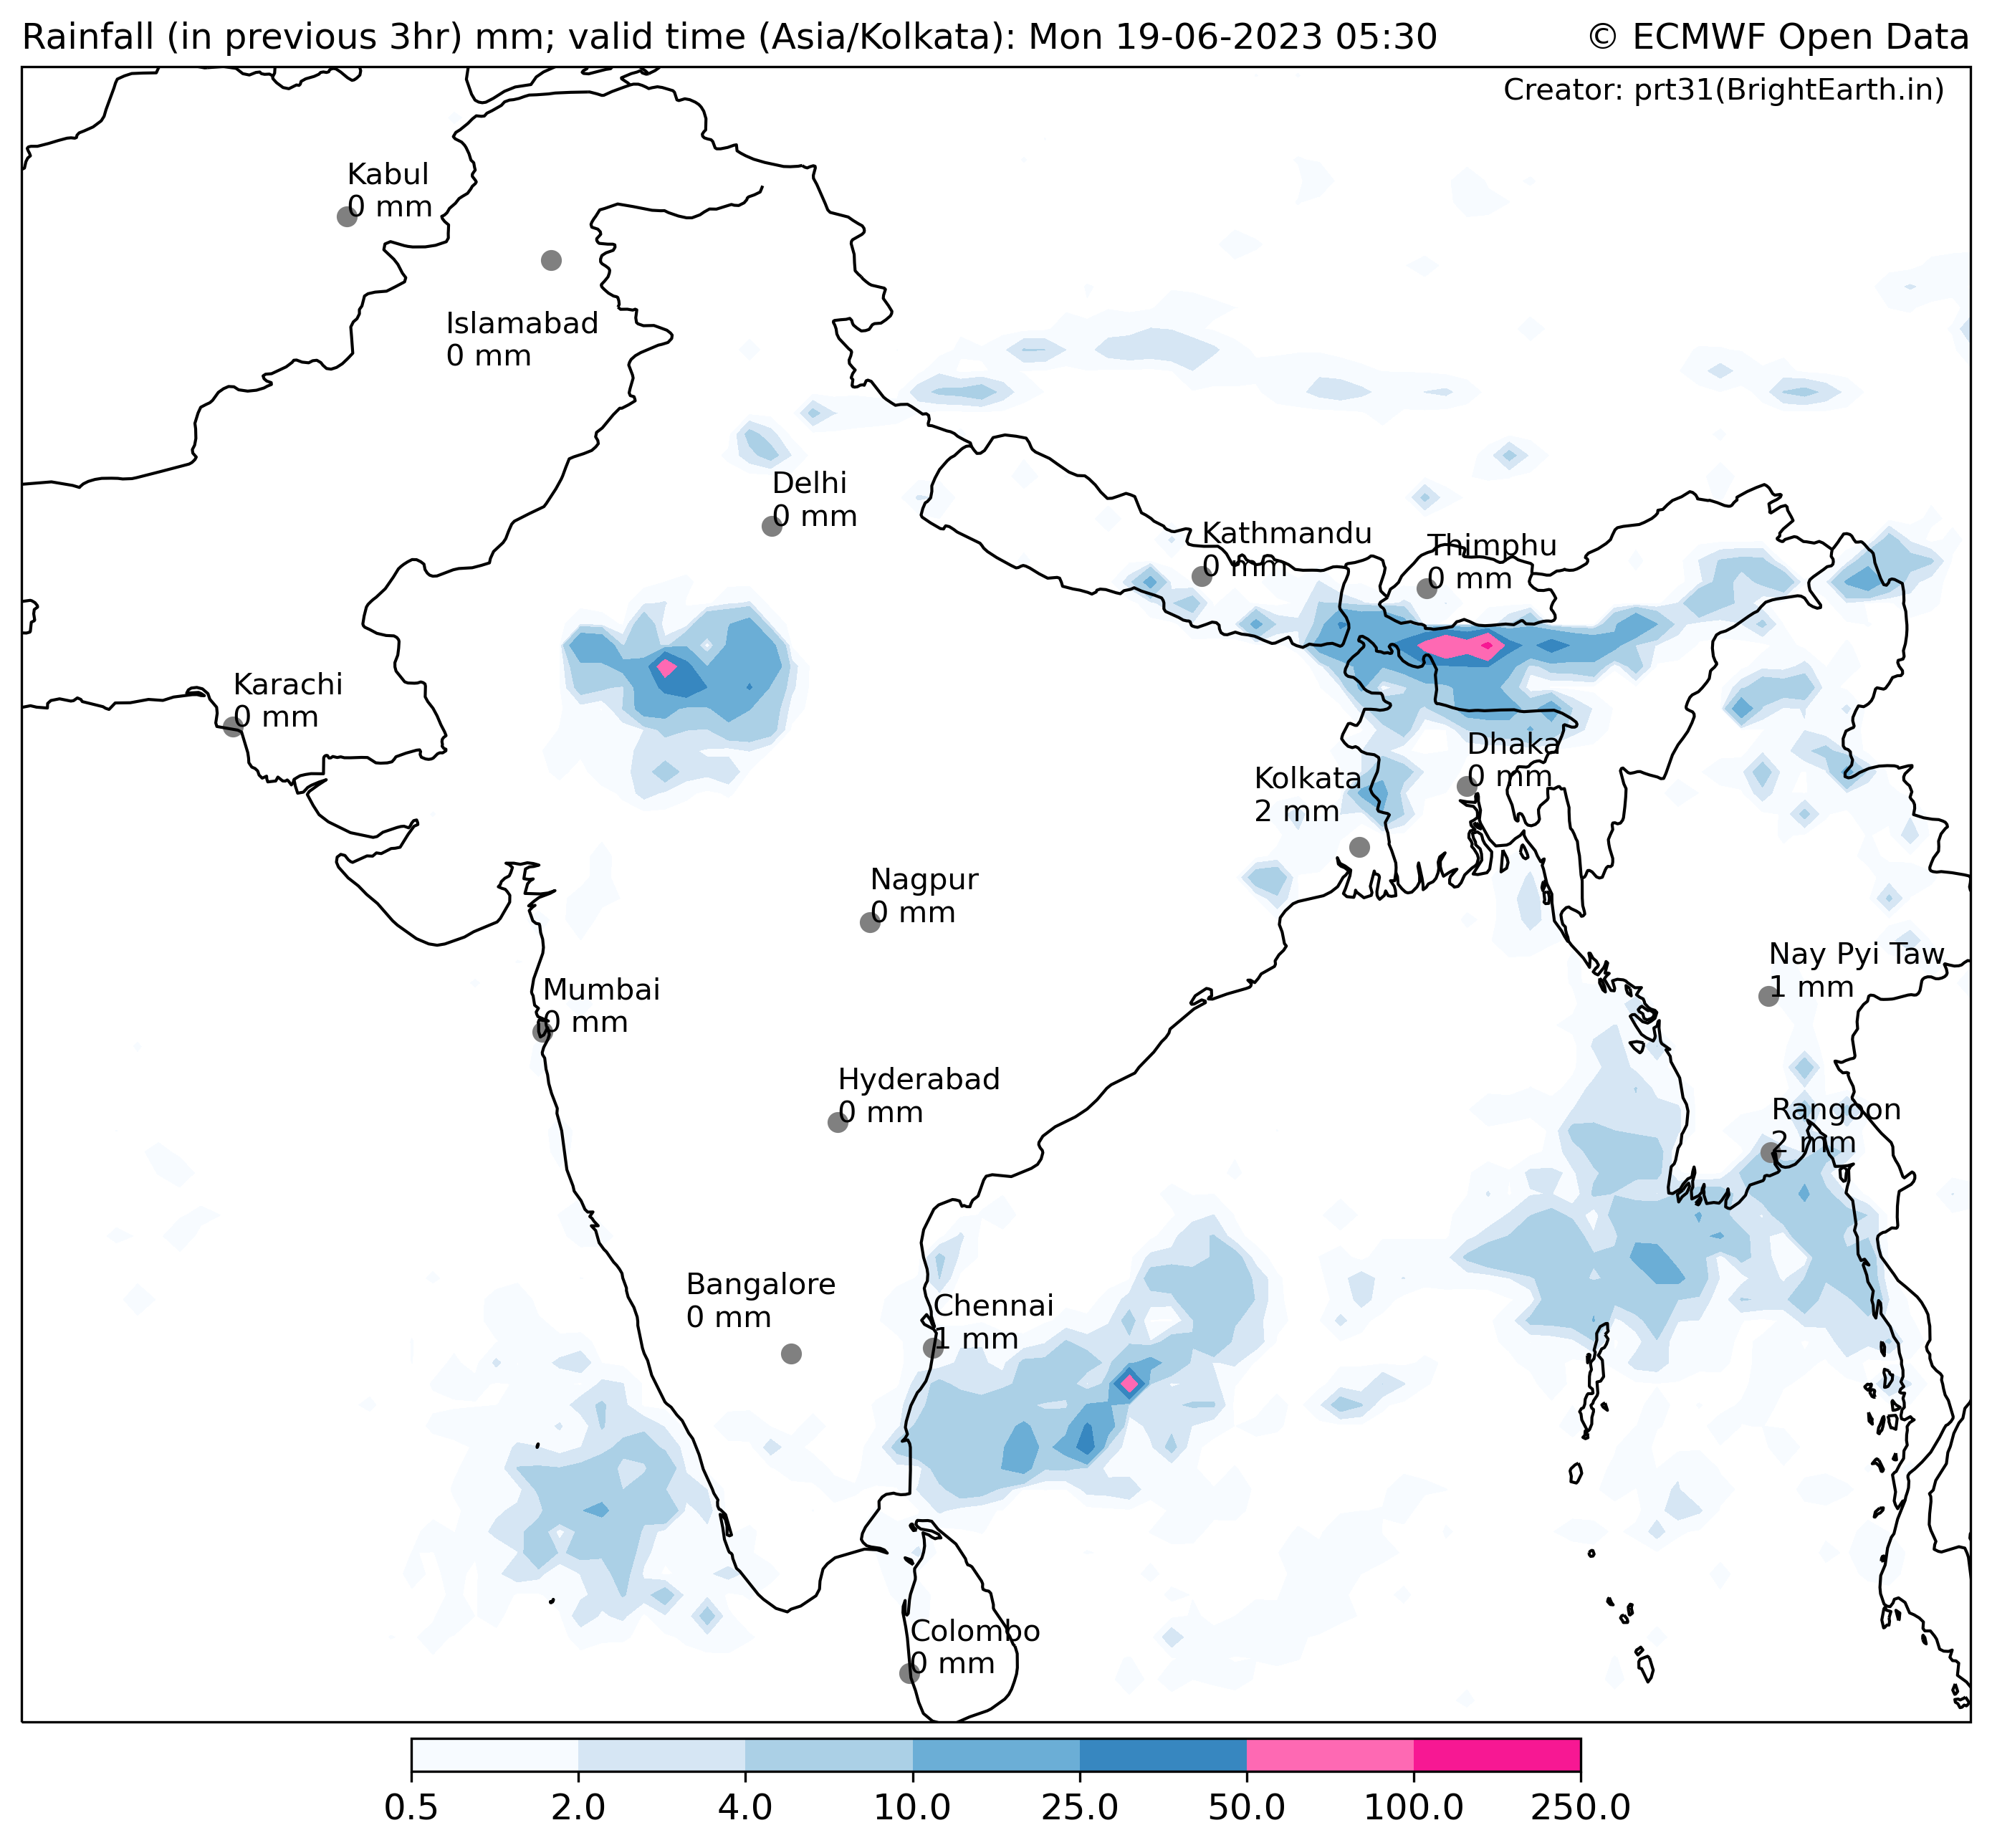 Rainfall (in previous 3hr) mm; valid time (Asia/Kolkata): Mon 19-06-2023 05:30
© ECMWF Open Data
Creator: prt31(BrightEarth.in)
Kabul
0 mm
Islamabad
0 mm
Delhi
0 mm
Kathmandu
0 mm
Thimphu
0 mm
Karachi
0 mm
Dhaka
0 mm
Kolkata
2 mm
Nagpur
0 mm
Nay Pyi Taw
1 mm
Mumbai
0 mm
Hyderabad
0 mm
Rangoon
2 mm
Bangalore
0 mm
Chennai
1 mm
Colombo
0 mm
0.5 2.0 4.0 10.0 25.0 50.0 100.0 250.0